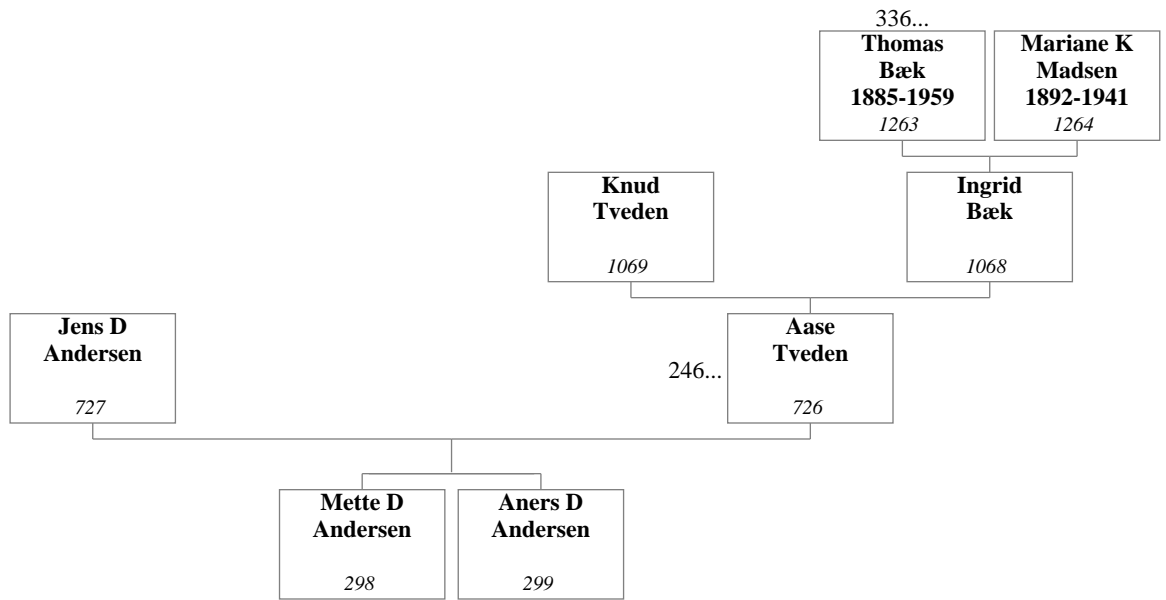 336...
Thomas
Bæk
1885-1959
1263
Mariane K
Madsen
1892-1941
1264
Knud
Tveden
1069
Ingrid
Bæk
1068
Jens D
Andersen
727
246...
Aase
Tveden
726
Mette D
Andersen
298
Aners D
Andersen
299